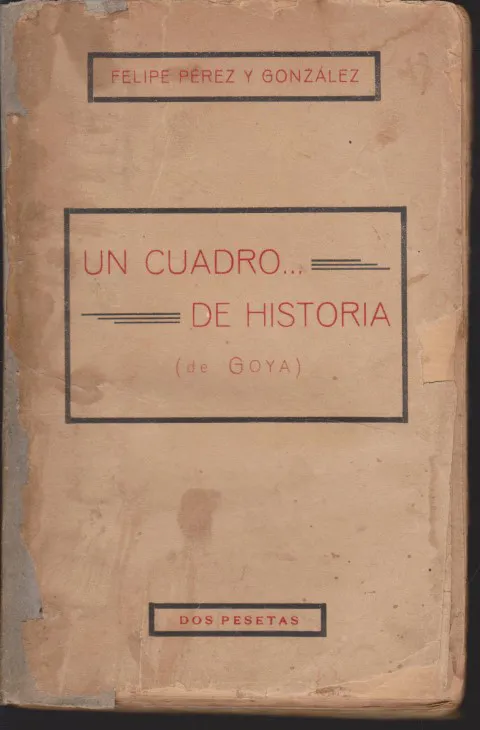 FELIPE PÉREZ Y GONZÁLEZ
UN CUADRO...
DE HISTORIA
(de GOYA)
DOS PESETAS